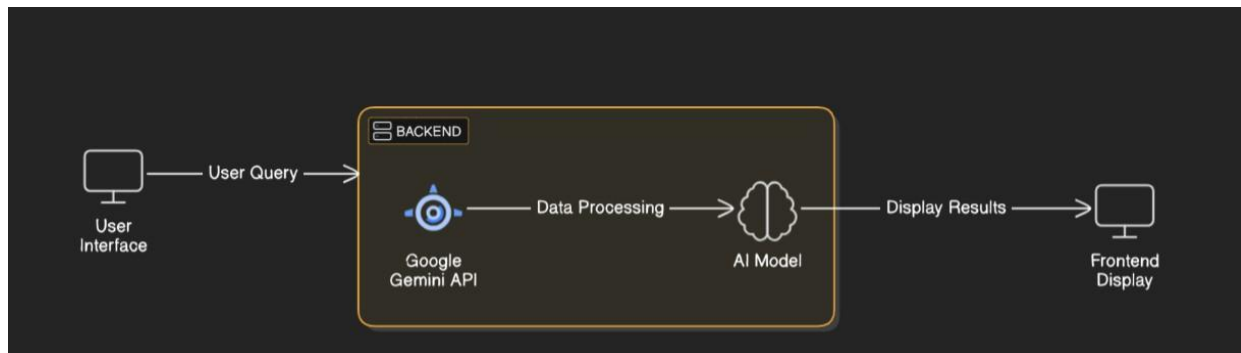 BACKEND
User Query
User
Interface
Data Processing
Google
Gemini API
AI Model
Display Results
Frontend
Display